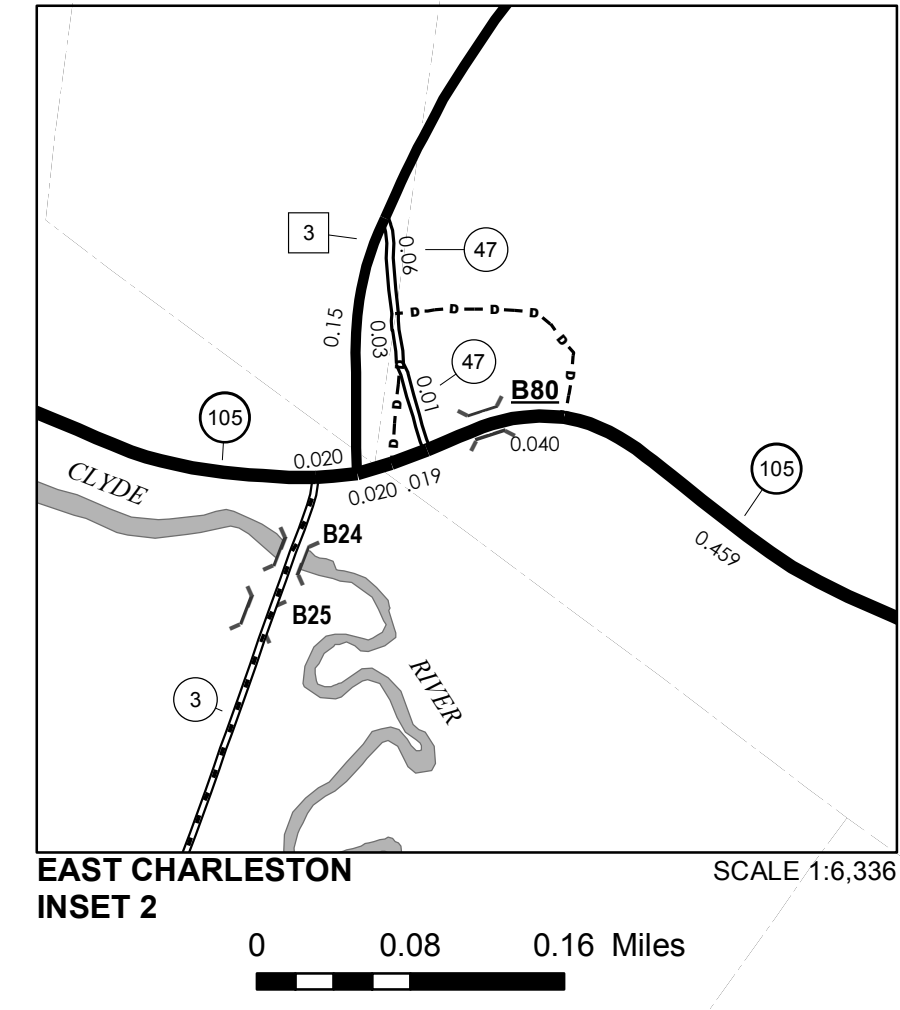 3
47
0.06
D D D D
D
D
0.15
0.03
47
0.01
D
D
B80
105
0.020
0.040
105
CLYDE
0.020 .019
0.459
B24
B25
RIVER
3
EAST CHARLESTON
SCALE 1:6,336
INSET 2
0 0.08 0.16 Miles